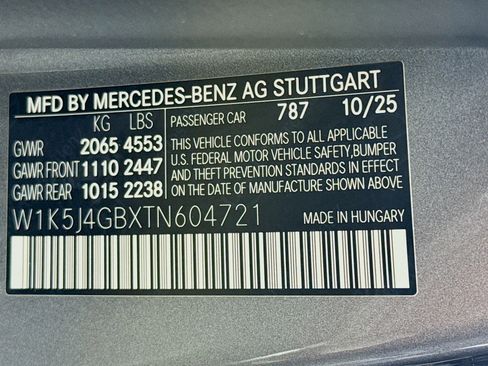 MFD BY MERCEDES-BENZ AG STUTTGART
KG LBS PASSENGER CAR 787 10/25
GVWR 2065 4553
GAWR FRONT 1110 2447
GAWR REAR 1015 2238
THIS VEHICLE CONFORMS TO ALL APPLICABLE
U.S. FEDERAL MOTOR VEHICLE SAFETY, BUMPER
AND THEFT PREVENTION STANDARDS IN EFFECT
ON THE DATE OF MANUFACTURE SHOWN ABOVE.
W1K5J4GBXTN604721 MADE IN HUNGARY